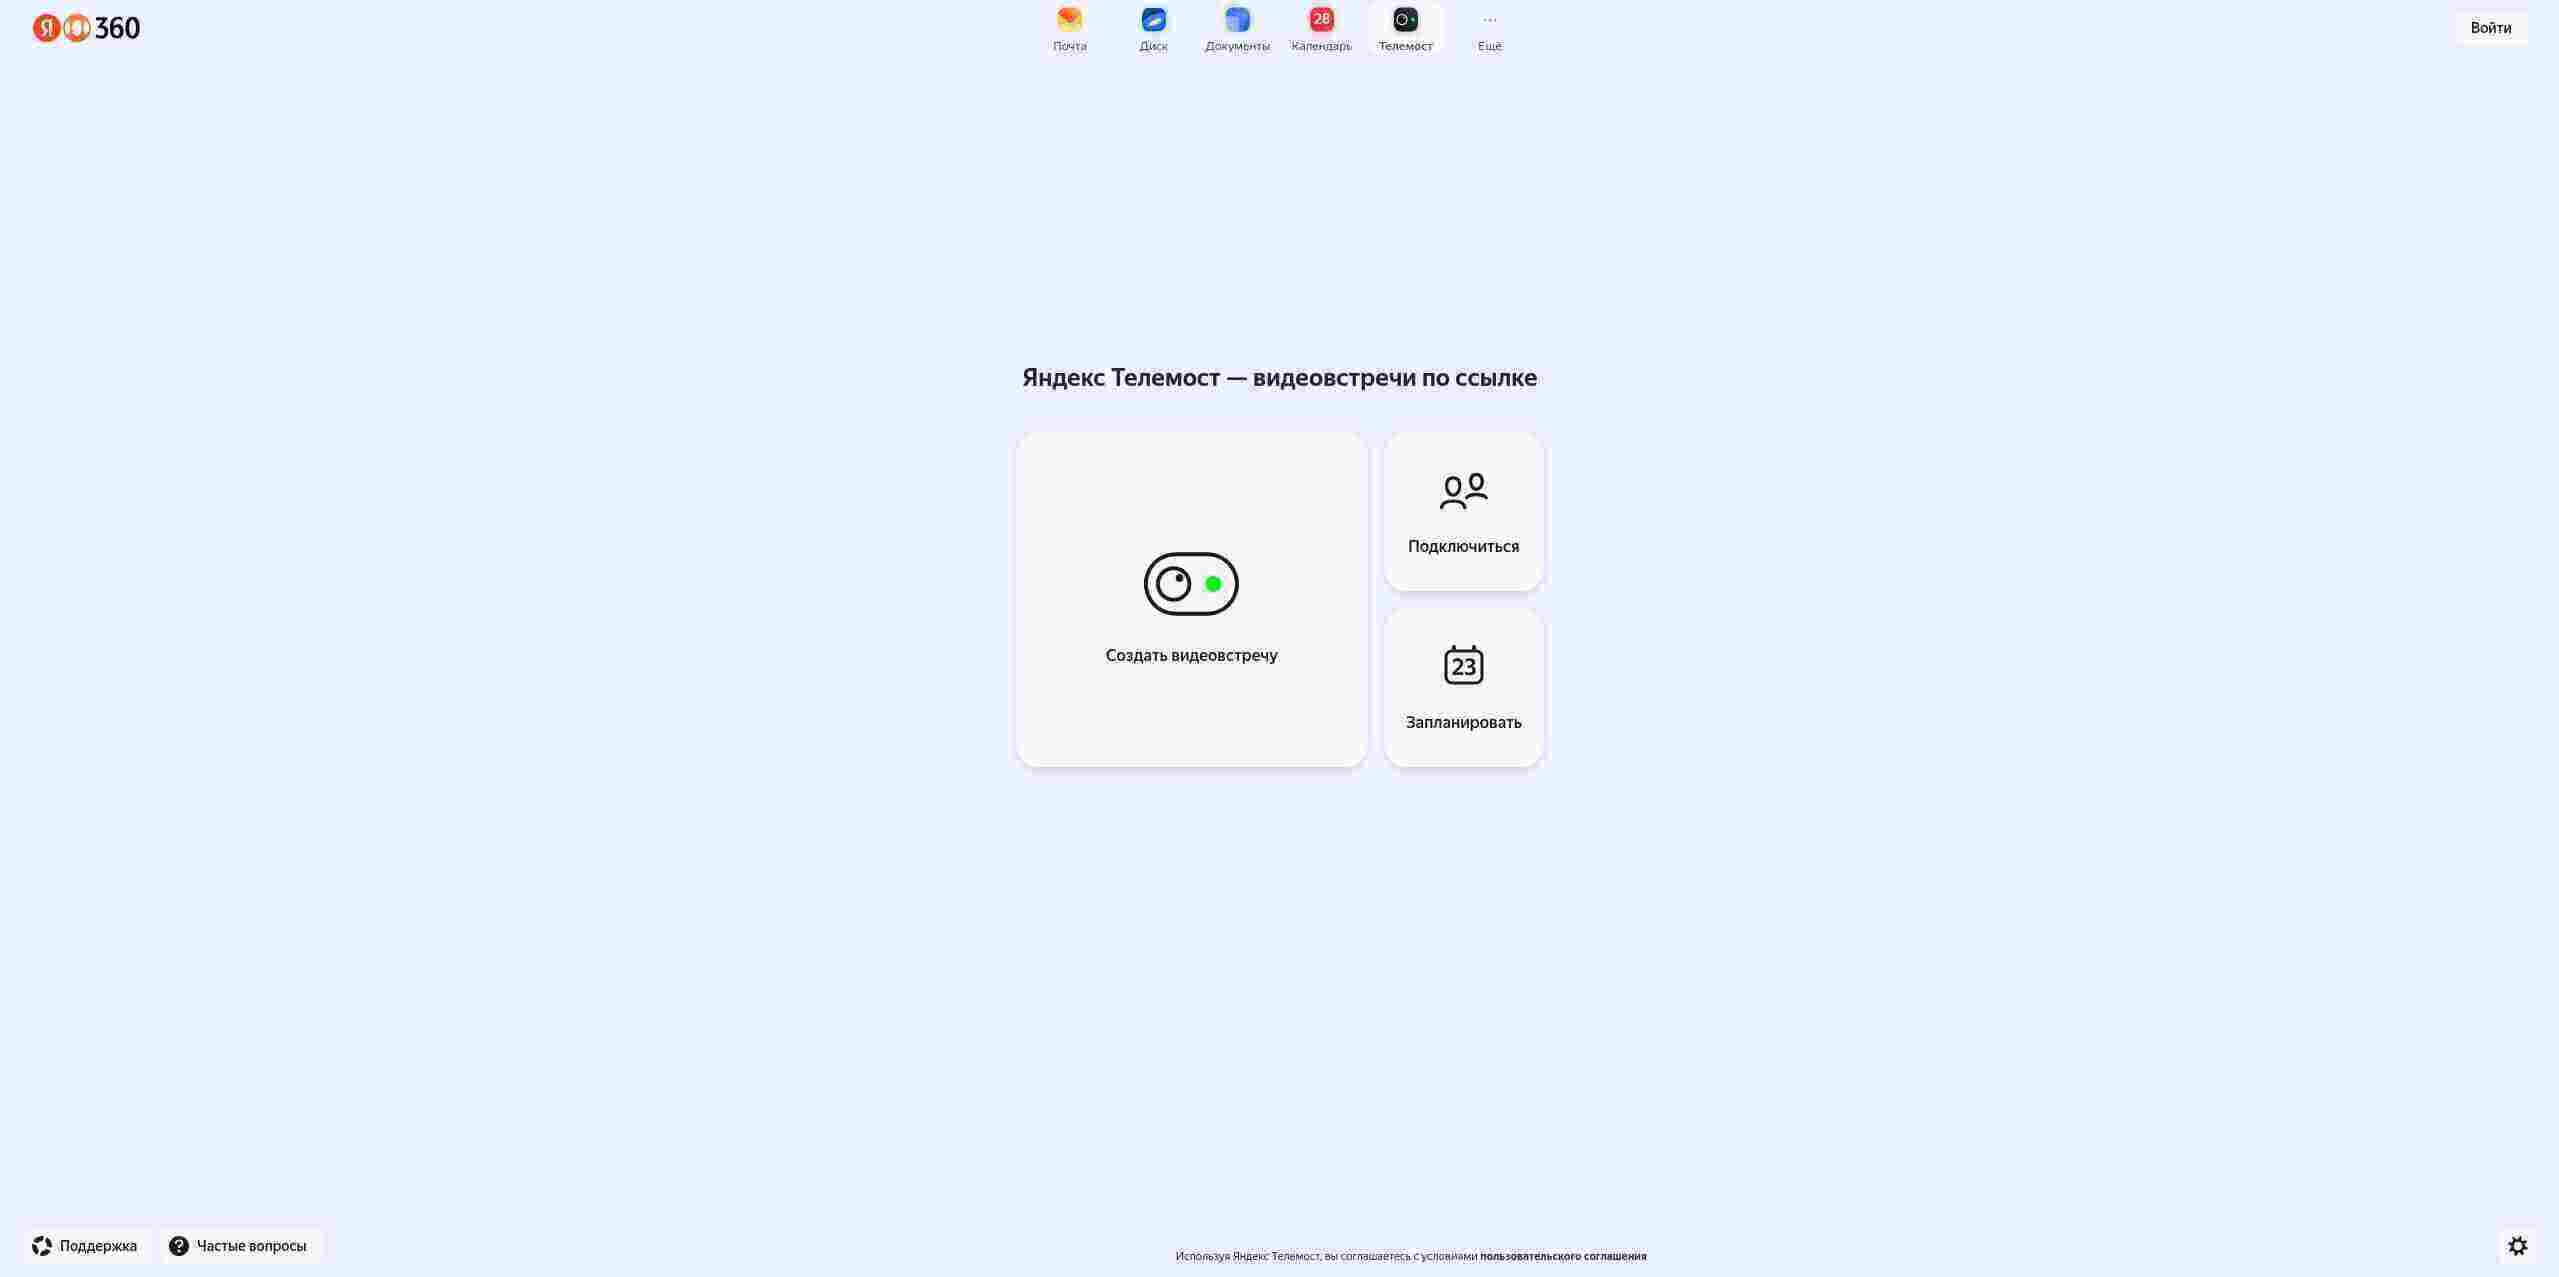 Я 360
Почта
Диск
Документы
28
Календарь
Телемост
Ещё
Войти
Яндекс Телемост — видеовстречи по ссылке
Создать видеовстречу
Подключиться
23
Запланировать
Поддержка
? Частые вопросы
Используя Яндекс Телемост, вы соглашаетесь с условиями пользовательского соглашения